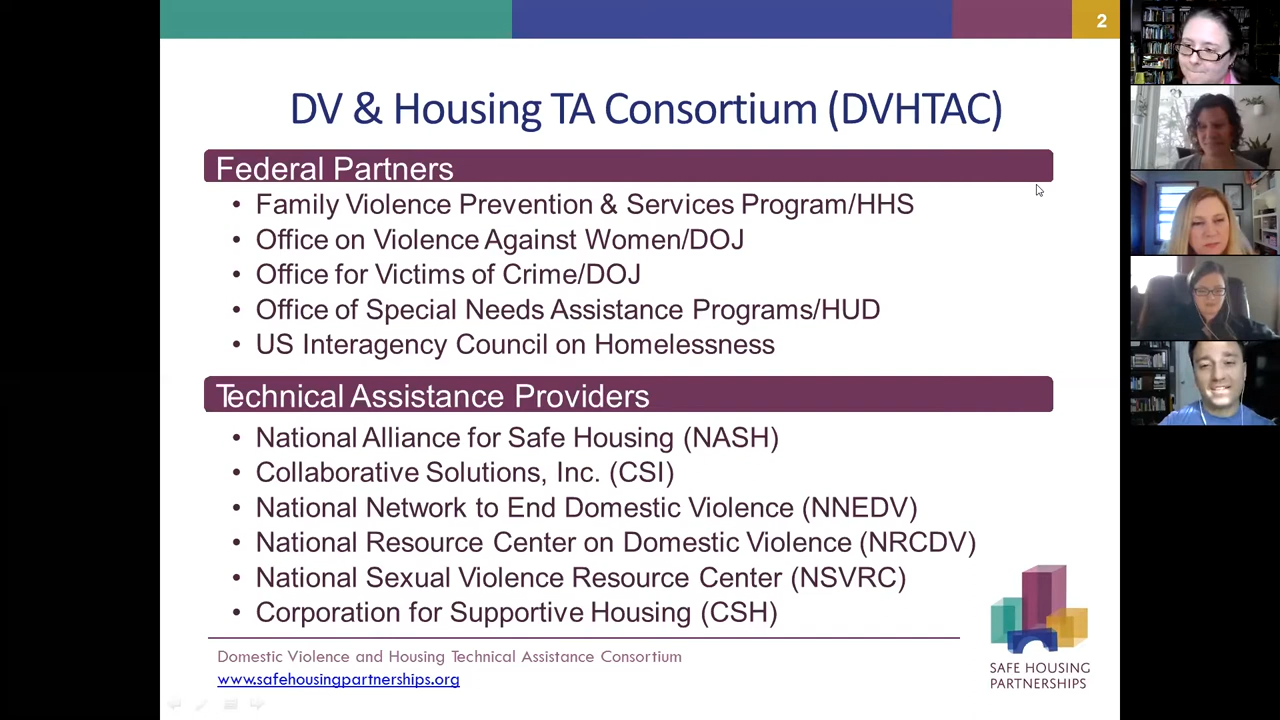 2
DV & Housing TA Consortium (DVHTAC)
Federal Partners
• Family Violence Prevention & Services Program/HHS
• Office on Violence Against Women/DOJ
• Office for Victims of Crime/DOJ
• Office of Special Needs Assistance Programs/HUD
• US Interagency Council on Homelessness
Technical Assistance Providers
• National Alliance for Safe Housing (NASH)
• Collaborative Solutions, Inc. (CSI)
• National Network to End Domestic Violence (NNEDV)
• National Resource Center on Domestic Violence (NRCDV)
• National Sexual Violence Resource Center (NSVRC)
• Corporation for Supportive Housing (CSH)
Domestic Violence and Housing Technical Assistance Consortium
www.safehousingpartnerships.org
SAFE HOUSING
PARTNERSHIPS